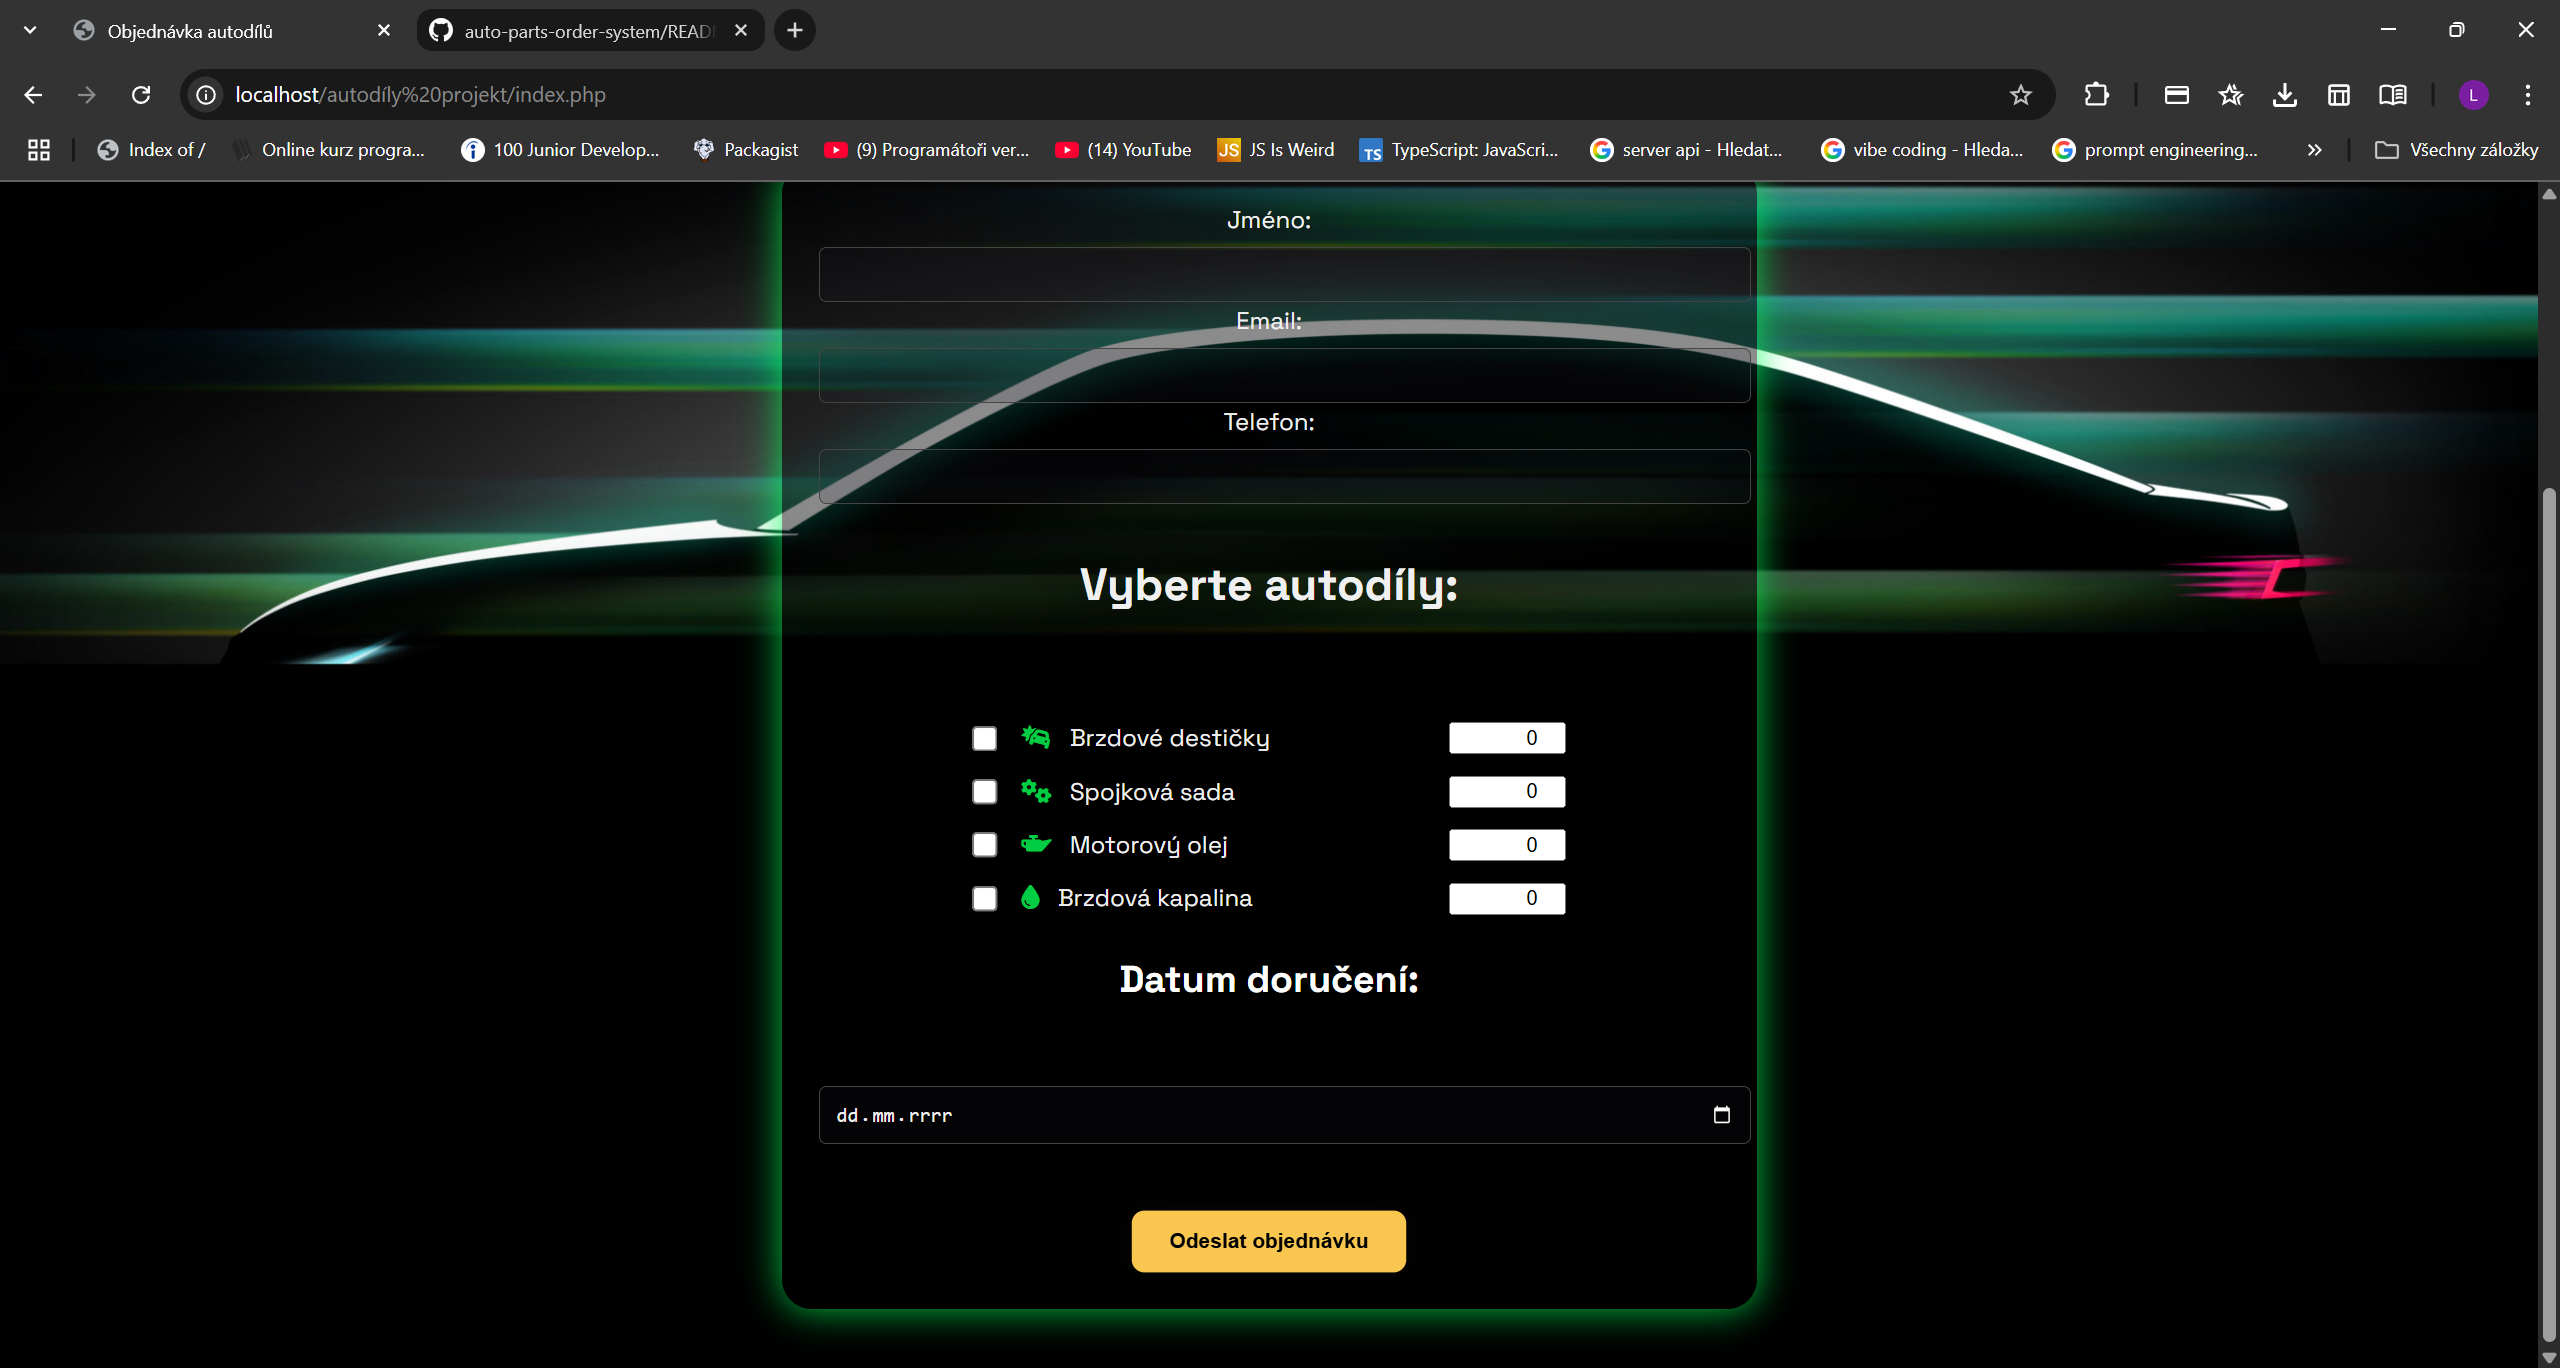 Objednávka autodílů
auto-parts-order-system/READ
localhost/autodíly%20projekt/index.php
L
Index of /
Online kurz progra...
100 Junior Develop...
Packagist
(9) Programátoři ver...
(14) YouTube
JS JS Is Weird
TS TypeScript: JavaScri...
server api - Hledat...
vibe coding - Hleda...
prompt engineering...
Všechny záložky
Jméno:
Email:
Telefon:
Vyberte autodíly:
Brzdové destičky 0
Spojková sada 0
Motorový olej 0
Brzdová kapalina 0
Datum doručení:
dd.mm.rrrr
Odeslat objednávku